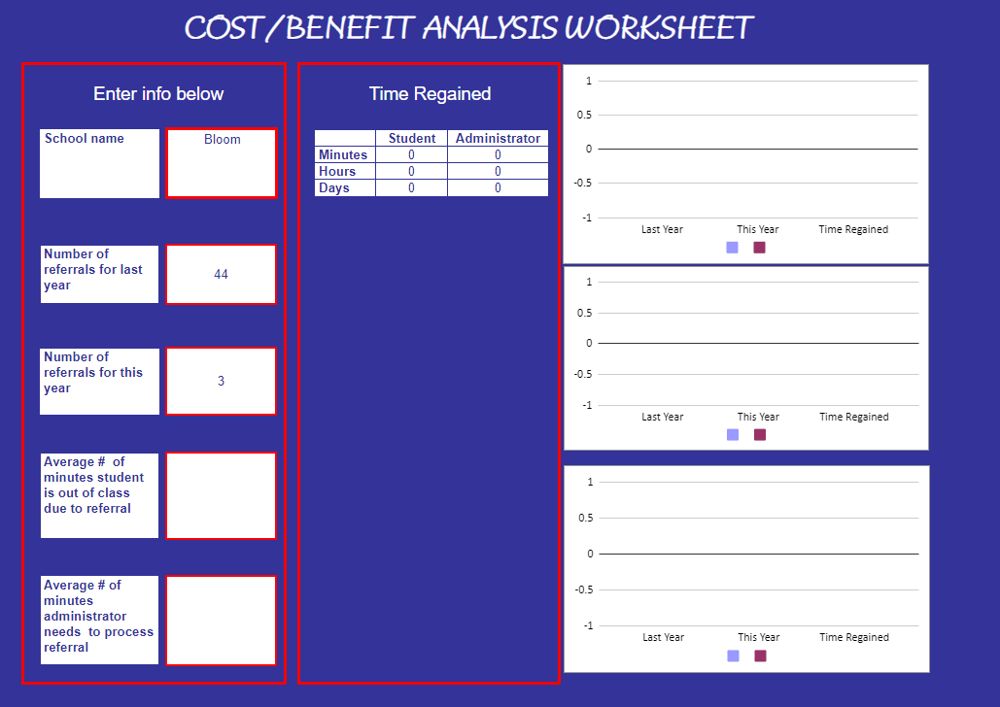 COST/BENEFIT ANALYSIS WORKSHEET
Enter info below
School name
Bloom
Number of
referrals for last
year
44
Number of
referrals for this
year
3
Average # of
minutes student
is out of class
due to referral
Average # of
minutes
administrator
needs to process
referral
Time Regained
Student Administrator
Minutes 0 0
Hours 0 0
Days 0 0
1
0.5
0
-0.5
-1
Last Year This Year Time Regained
1
0.5
0
-0.5
-1
Last Year This Year Time Regained
1
0.5
0
-0.5
-1
Last Year This Year Time Regained